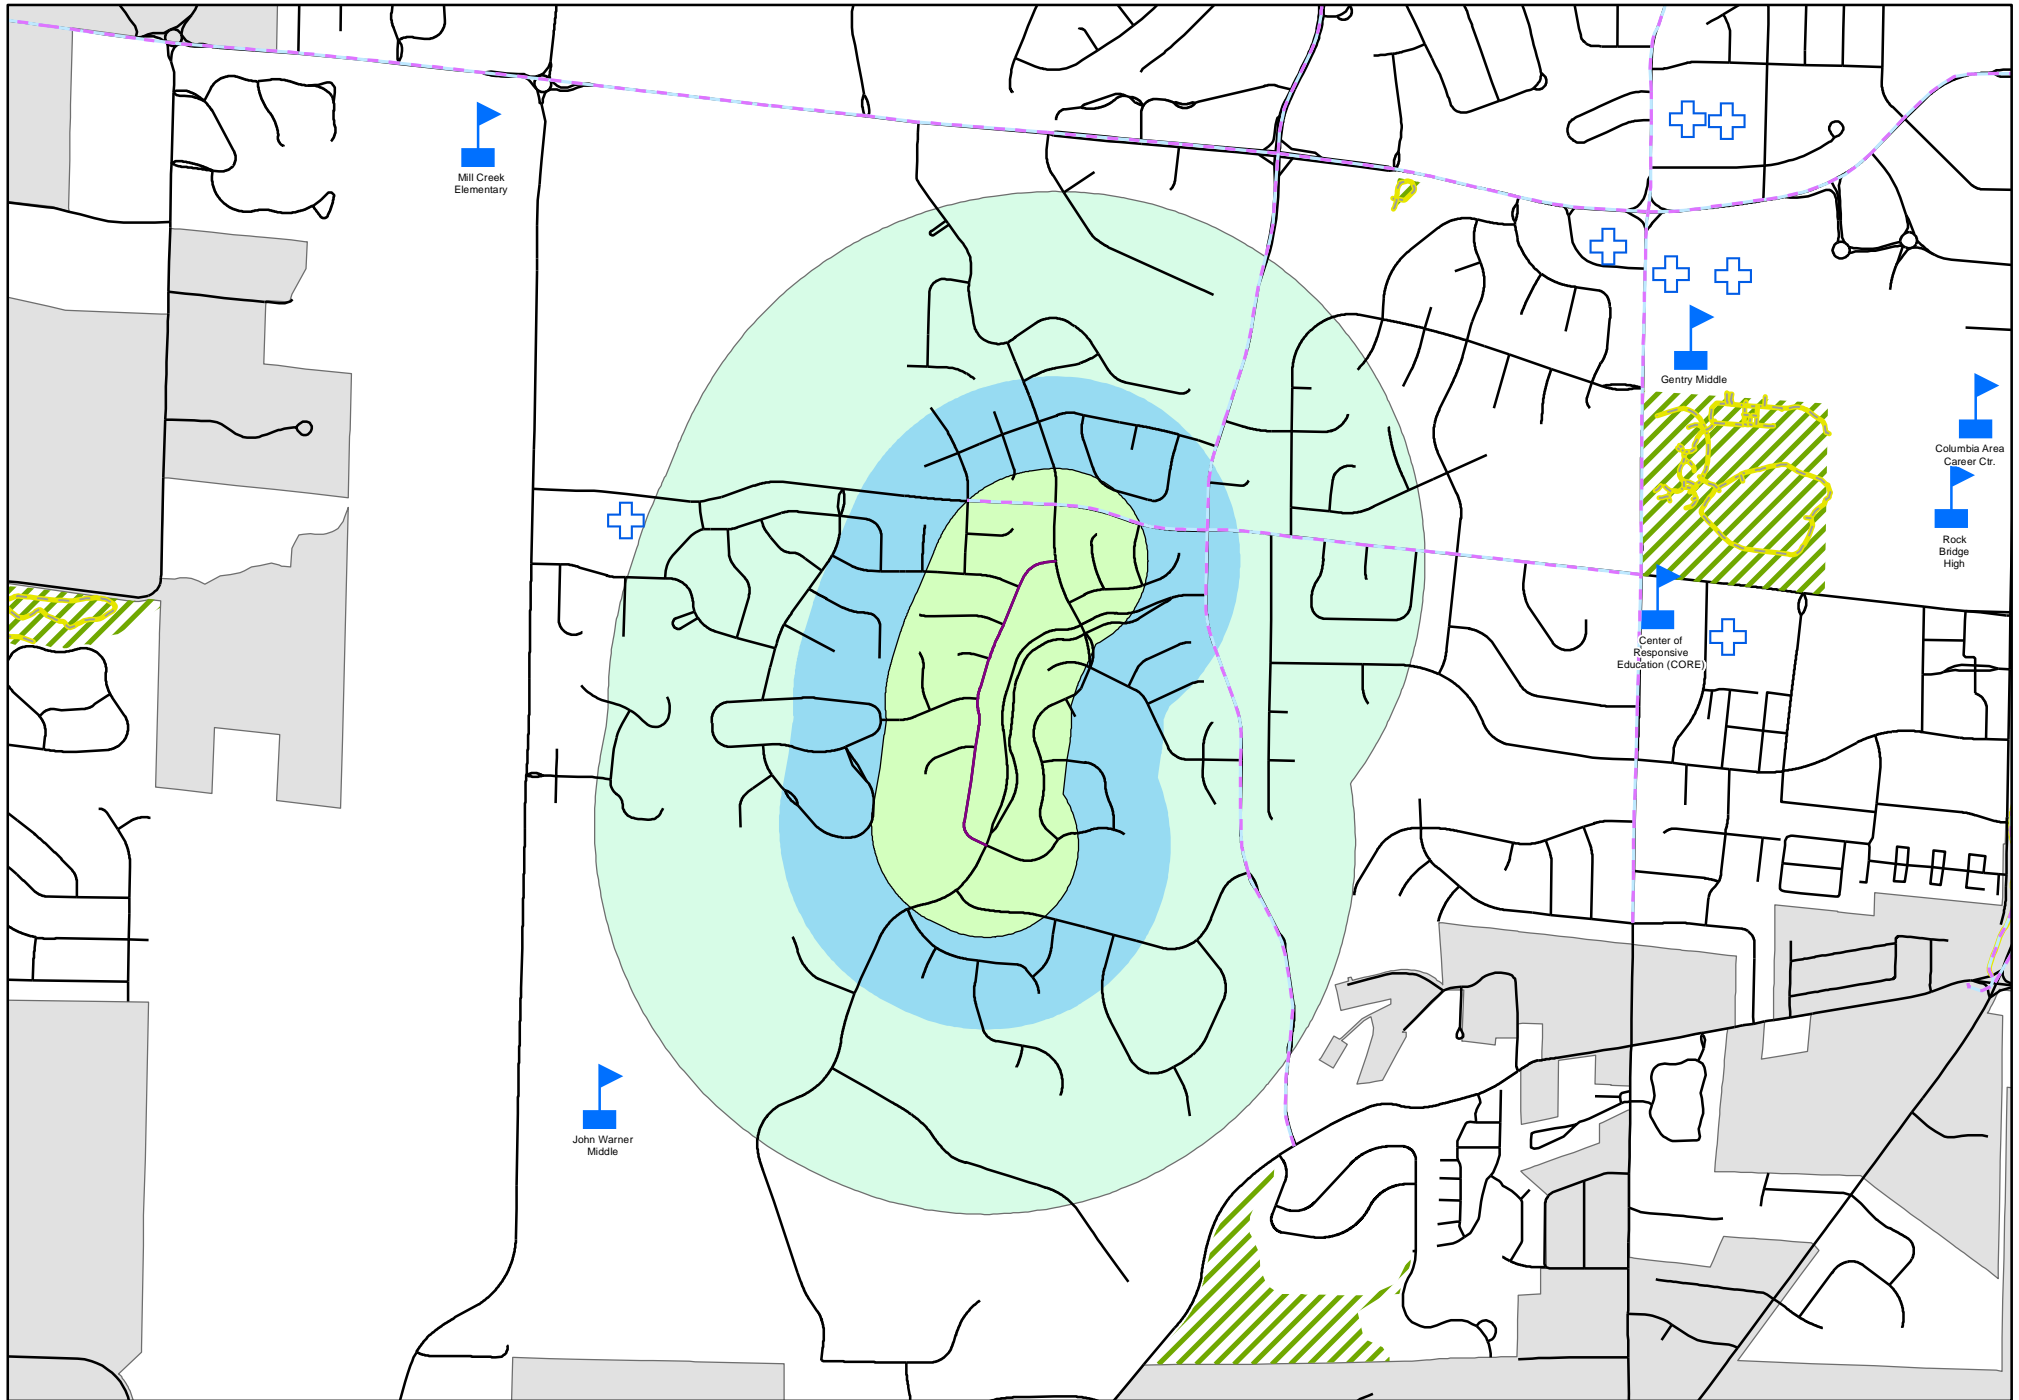 Mill Creek
Elementary
Gentry Middle
Columbia Area
Career Ctr.
Rock
Bridge
High
Center of
Responsive
Education (CORE)
John Warner
Middle